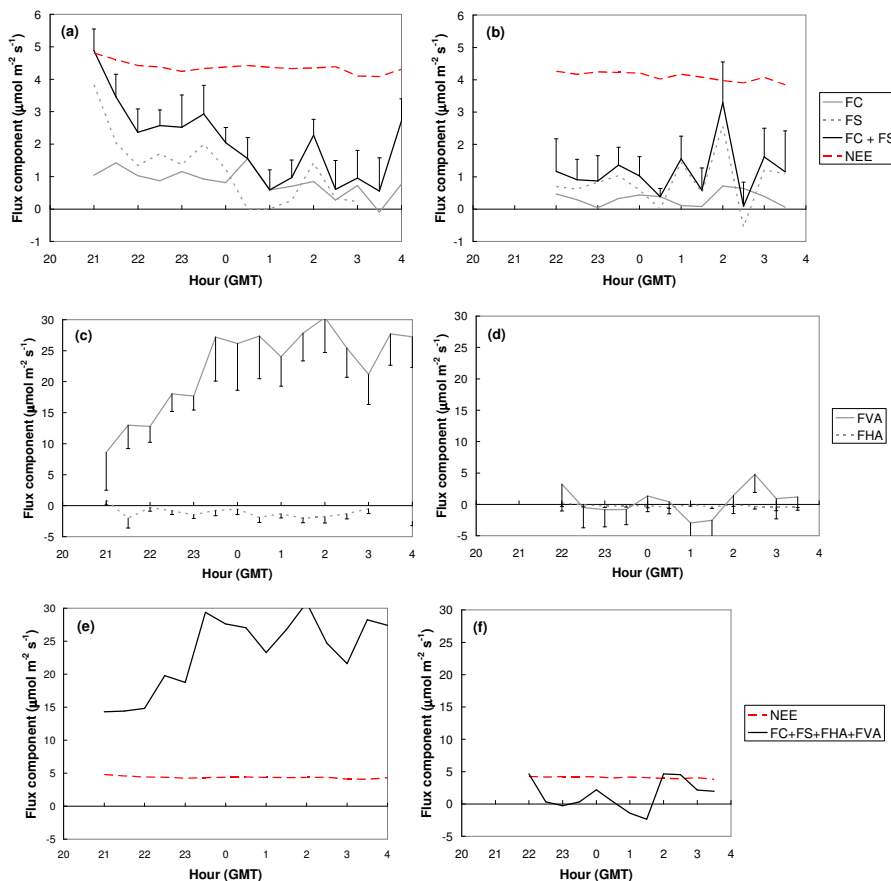 (a)
Flux component (µmol m⁻² s⁻¹)
6
5
4
3
2
1
0
-1
20 21 22 23 0 1 2 3 4
Hour (GMT)
(b)
Flux component (µmol m⁻² s⁻¹)
6
5
4
3
2
1
0
-1
20 21 22 23 0 1 2 3 4
Hour (GMT)
FC
FS
FC + FS
NEE
(c)
Flux component (µmol m⁻² s⁻¹)
30
25
20
15
10
5
0
-5
20 21 22 23 0 1 2 3 4
Hour (GMT)
(d)
Flux component (µmol m⁻² s⁻¹)
30
25
20
15
10
5
0
-5
20 21 22 23 0 1 2 3 4
Hour (GMT)
FVA
FHA
(e)
Flux component (µmol m⁻² s⁻¹)
30
25
20
15
10
5
0
-5
20 21 22 23 0 1 2 3 4
Hour (GMT)
(f)
Flux component (µmol m⁻² s⁻¹)
30
25
20
15
10
5
0
-5
20 21 22 23 0 1 2 3 4
Hour (GMT)
NEE
FC+FS+FHA+FVA